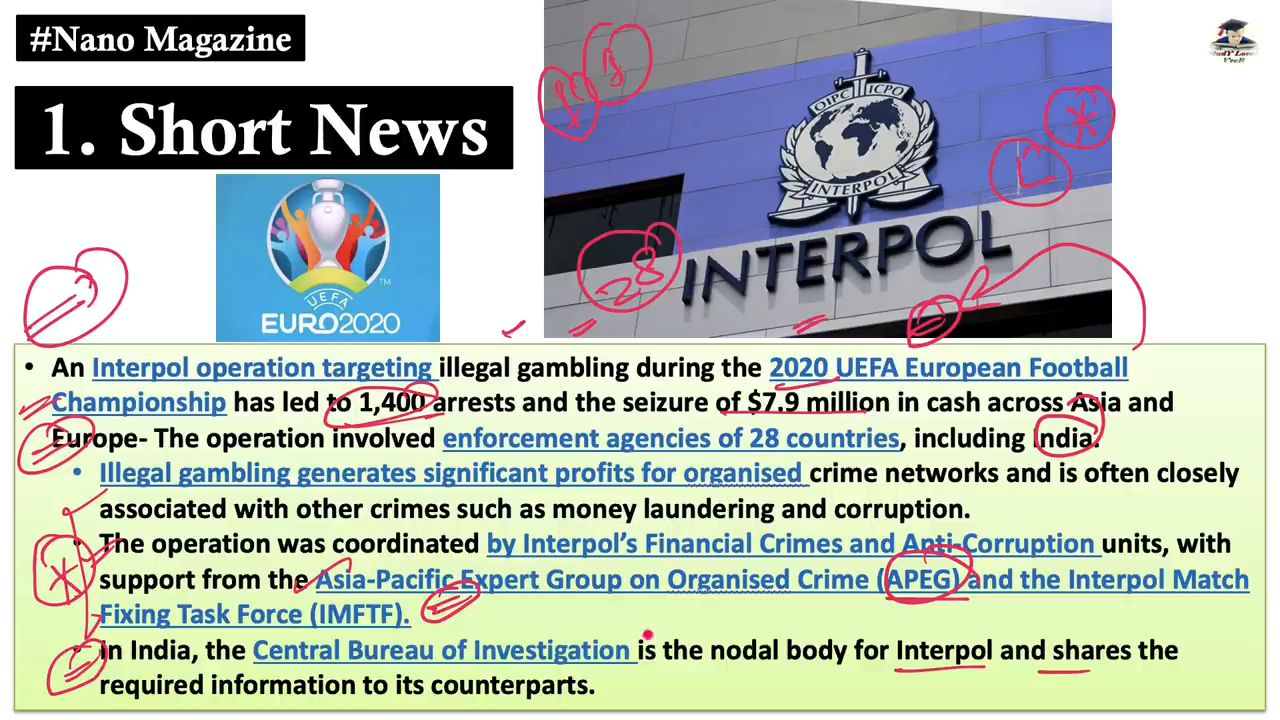 #Nano Magazine
1. Short News
StudY Lover
VeeR
OIPC ICPO
INTERPOL
INTERPOL
28
TM
UEFA
EURO2020
• An Interpol operation targeting illegal gambling during the 2020 UEFA European Football
Championship has led to 1,400 arrests and the seizure of $7.9 million in cash across Asia and
Europe- The operation involved enforcement agencies of 28 countries, including India.
• Illegal gambling generates significant profits for organised crime networks and is often closely
associated with other crimes such as money laundering and corruption.
• The operation was coordinated by Interpol's Financial Crimes and Anti-Corruption units, with
support from the Asia-Pacific Expert Group on Organised Crime (APEG) and the Interpol Match
Fixing Task Force (IMFTF).
• In India, the Central Bureau of Investigation is the nodal body for Interpol and shares the
required information to its counterparts.